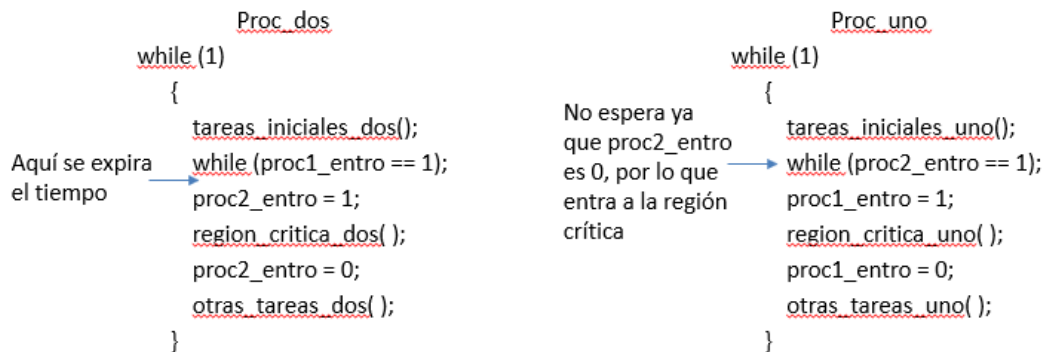 Proc_dos
while (1)
{
tareas_iniciales_dos();
while (proc1_entro == 1);
proc2_entro = 1;
region_critica_dos( );
proc2_entro = 0;
otras_tareas_dos( );
}
Aquí se expira
el tiempo
Proc_uno
while (1)
{
tareas_iniciales_uno();
while (proc2_entro == 1);
proc1_entro = 1;
region_critica_uno( );
proc1_entro = 0;
otras_tareas_uno( );
}
No espera ya
que proc2_entro
es 0, por lo que
entra a la región
crítica